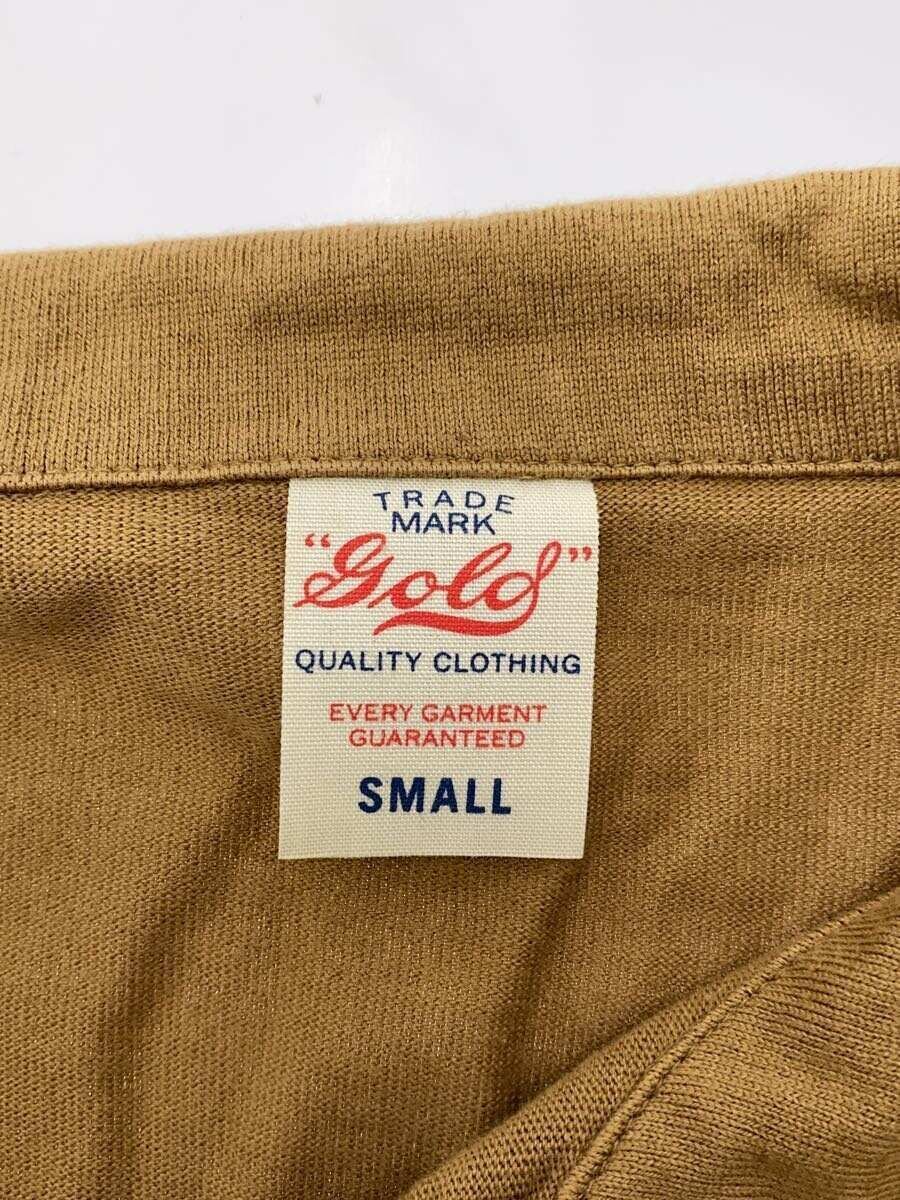 TRADE
MARK
"Gold"
QUALITY CLOTHING
EVERY GARMENT
GUARANTEED
SMALL